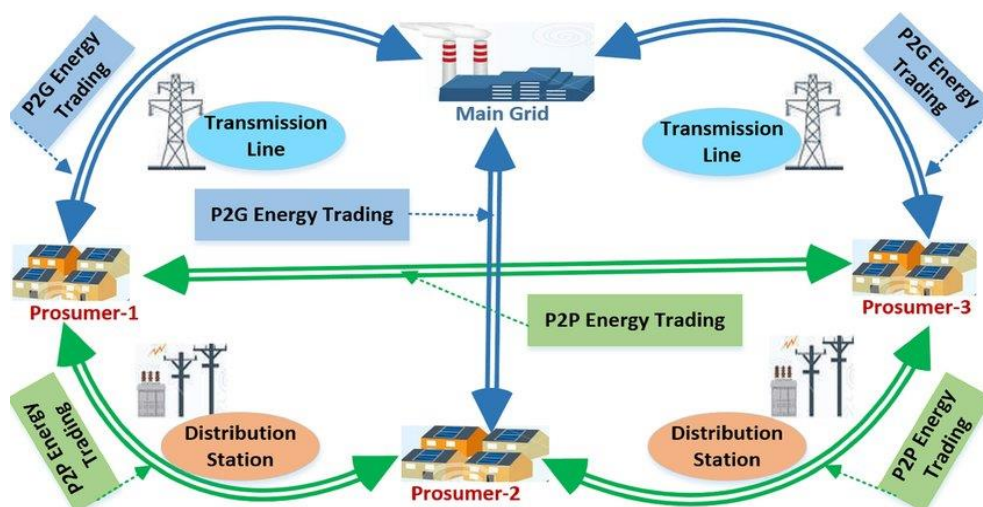 P2G Energy
Trading
P2G Energy
Trading
Main Grid
Transmission
Line
Transmission
Line
P2G Energy Trading
Prosumer-1
Prosumer-3
P2P Energy Trading
P2P Energy
Trading
Distribution
Station
Distribution
Station
P2P Energy
Trading
Prosumer-2